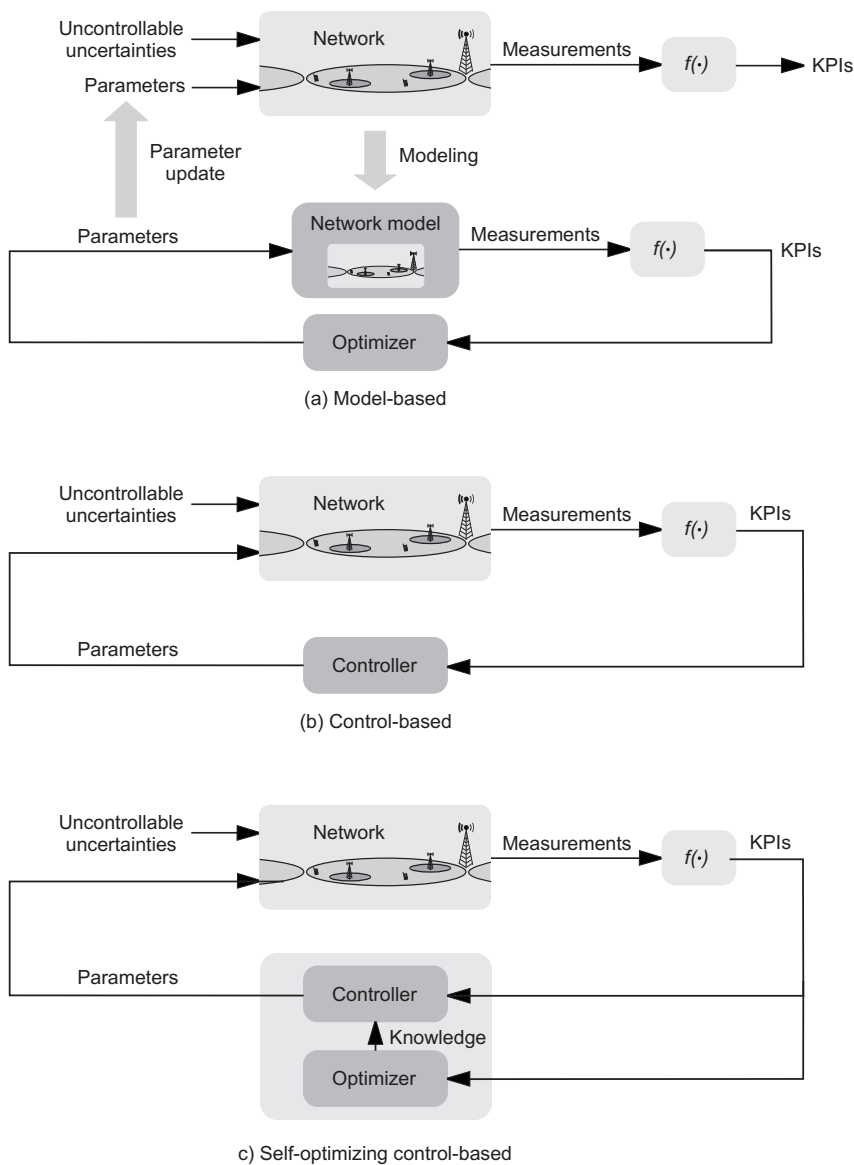 Uncontrollable
uncertainties
Network
Measurements
f(·)
KPIs
Parameters
Parameter
update
Modeling
Parameters
Network model
Measurements
f(·)
KPIs
Optimizer
(a) Model-based
Uncontrollable
uncertainties
Network
Measurements
f(·)
KPIs
Parameters
Controller
(b) Control-based
Uncontrollable
uncertainties
Network
Measurements
f(·)
KPIs
Parameters
Controller
Knowledge
Optimizer
c) Self-optimizing control-based